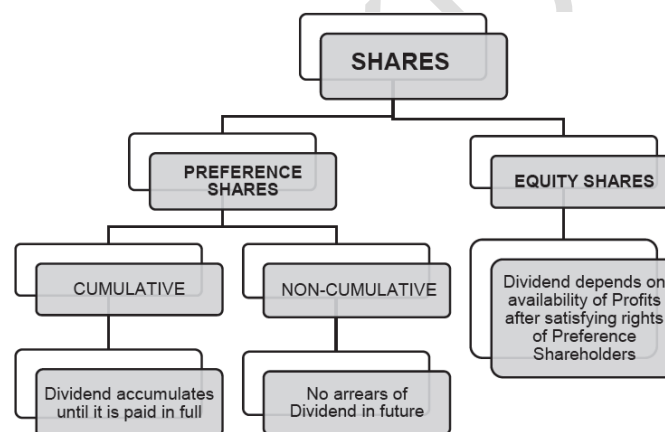 SHARES
PREFERENCE
SHARES
EQUITY SHARES
CUMULATIVE
NON-CUMULATIVE
Dividend depends on
availability of Profits
after satisfying rights
of Preference
Shareholders
Dividend accumulates
until it is paid in full
No arrears of
Dividend in future